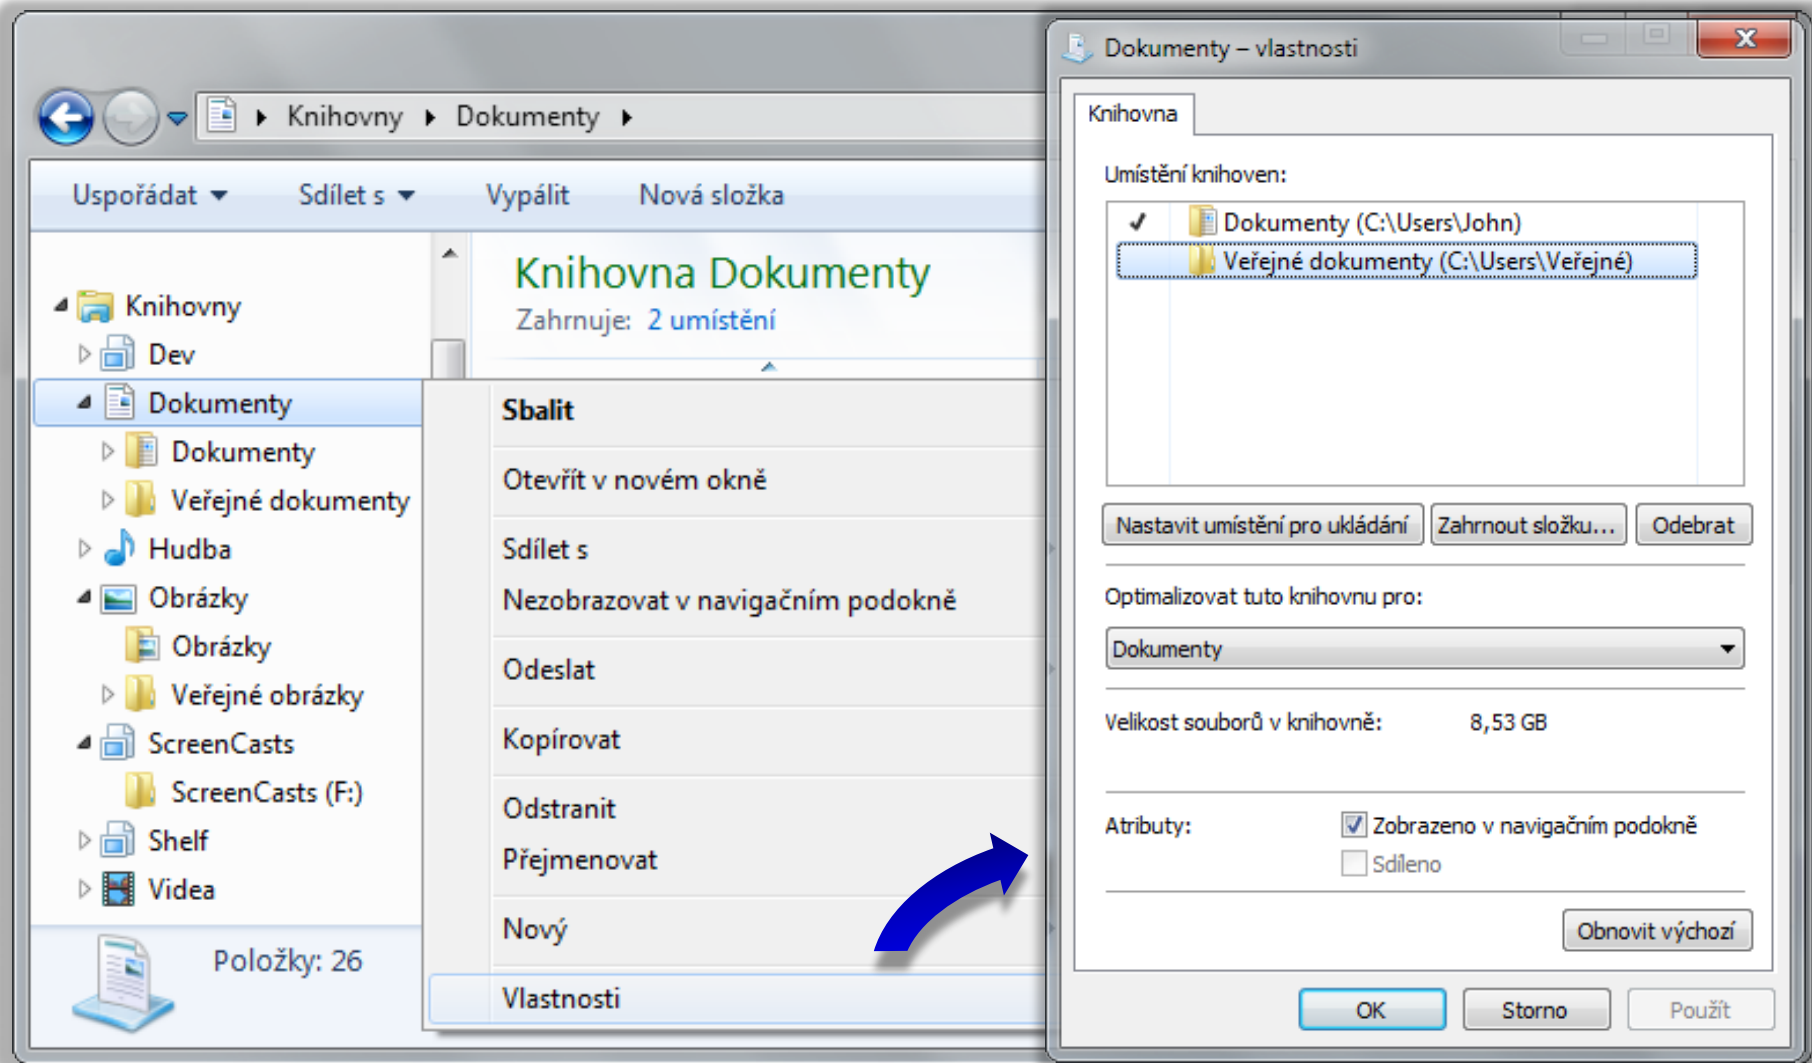 Knihovny Dokumenty
Uspořádat Sdílet s Vypálit Nová složka
Knihovny
Dev
Dokumenty
Dokumenty
Veřejné dokumenty
Hudba
Obrázky
Obrázky
Veřejné obrázky
ScreenCasts
ScreenCasts (F:)
Shelf
Videa
Položky: 26
Knihovna Dokumenty
Zahrnuje: 2 umístění
Sbalit
Otevřít v novém okně
Sdílet s
Nezobrazovat v navigačním podokně
Odeslat
Kopírovat
Odstranit
Přejmenovat
Nový
Vlastnosti
Dokumenty – vlastnosti
Knihovna
Umístění knihoven:
Dokumenty (C:\Users\John)
Veřejné dokumenty (C:\Users\Veřejné)
Nastavit umístění pro ukládání Zahrnout složku... Odebrat
Optimalizovat tuto knihovnu pro:
Dokumenty
Velikost souborů v knihovně: 8,53 GB
Atributy: Zobrazeno v navigačním podokně
Sdíleno
Obnovit výchozí
OK Storno Použít